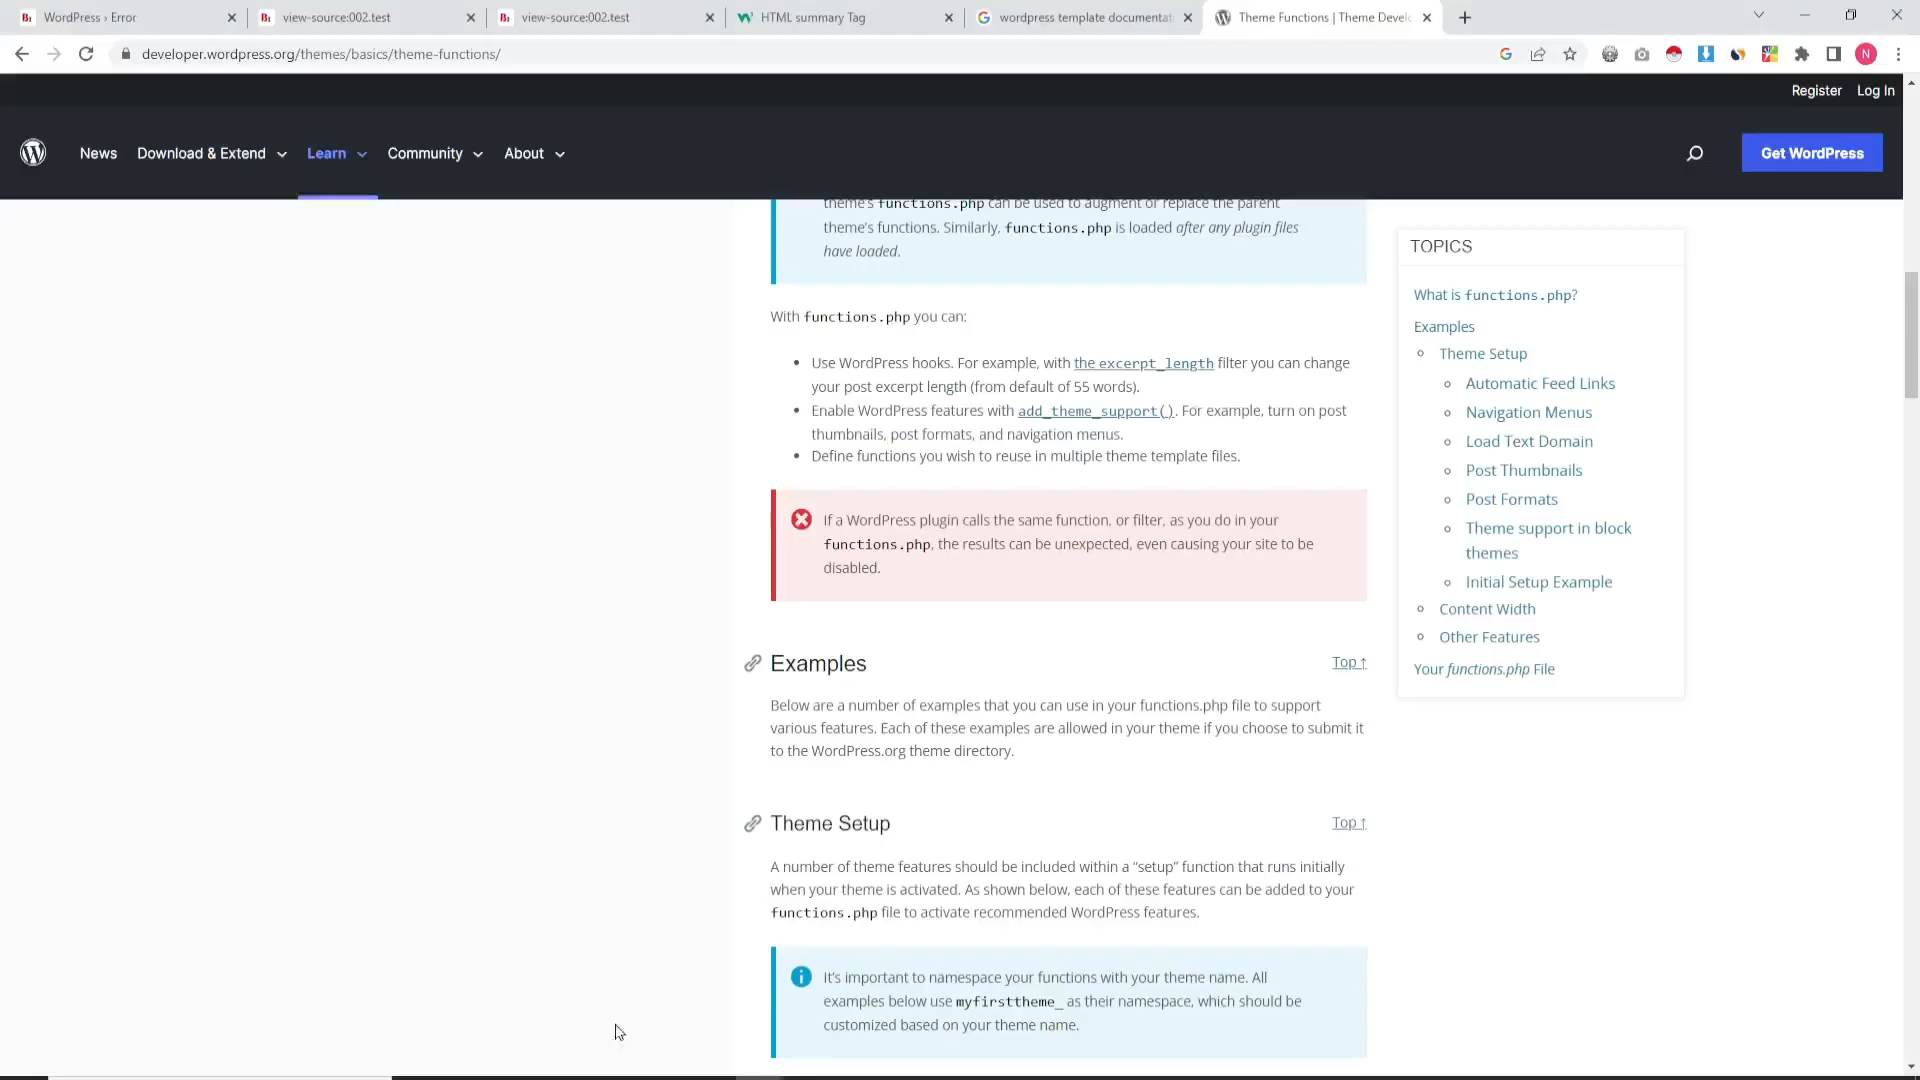 WordPress › Error
view-source:002.test
view-source:002.test
HTML summary Tag
wordpress template documentat
Theme Functions | Theme Devel
developer.wordpress.org/themes/basics/theme-functions/
N
Register Log In
News Download & Extend Learn Community About
Get WordPress
theme’s functions.php can be used to augment or replace the parent
theme’s functions. Similarly, functions.php is loaded after any plugin files
have loaded.
With functions.php you can:
Use WordPress hooks. For example, with the excerpt_length filter you can change
your post excerpt length (from default of 55 words).
Enable WordPress features with add_theme_support(). For example, turn on post
thumbnails, post formats, and navigation menus.
Define functions you wish to reuse in multiple theme template files.
If a WordPress plugin calls the same function, or filter, as you do in your
functions.php, the results can be unexpected, even causing your site to be
disabled.
Examples
Top ↑
Below are a number of examples that you can use in your functions.php file to support
various features. Each of these examples are allowed in your theme if you choose to submit it
to the WordPress.org theme directory.
Theme Setup
Top ↑
A number of theme features should be included within a “setup” function that runs initially
when your theme is activated. As shown below, each of these features can be added to your
functions.php file to activate recommended WordPress features.
It’s important to namespace your functions with your theme name. All
examples below use myfirsttheme_ as their namespace, which should be
customized based on your theme name.
TOPICS
What is functions.php?
Examples
Theme Setup
Automatic Feed Links
Navigation Menus
Load Text Domain
Post Thumbnails
Post Formats
Theme support in block
themes
Initial Setup Example
Content Width
Other Features
Your functions.php File